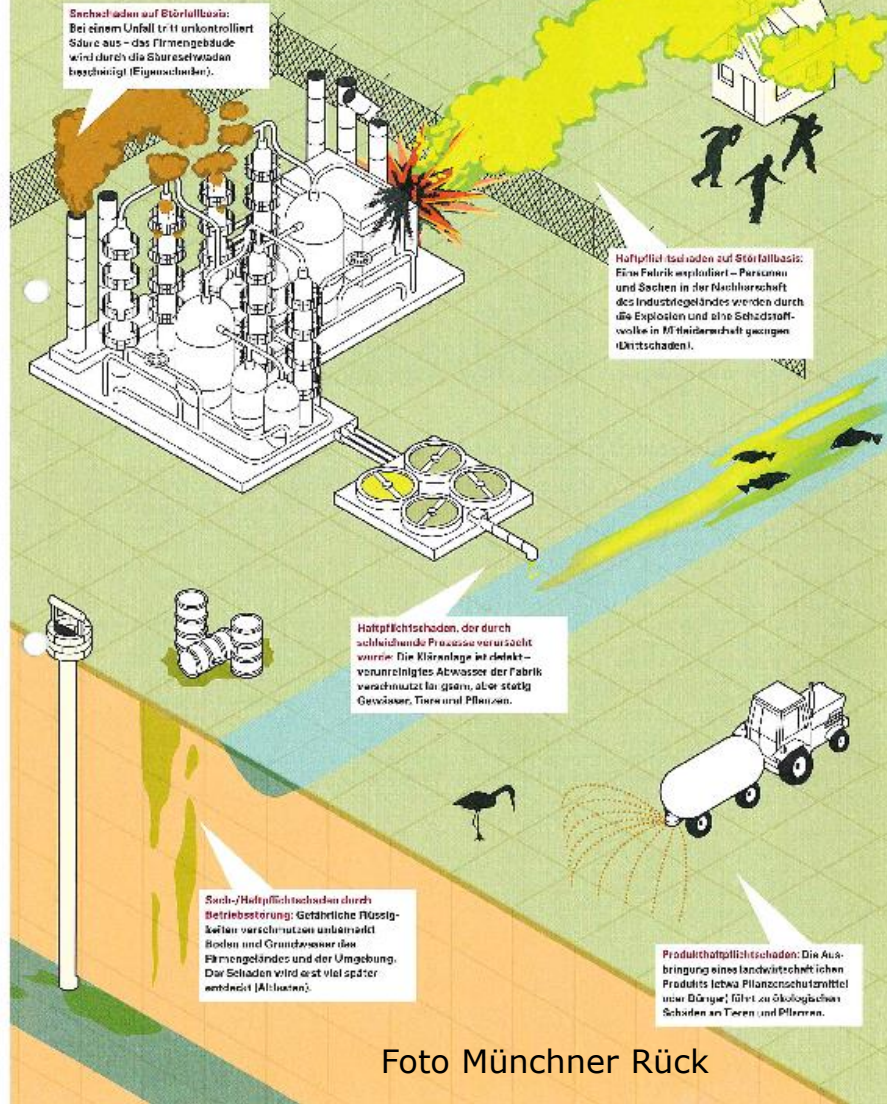 Sachschaden auf Störfallbasis:
Bei einem Unfall tritt unkontrolliert
Säure aus – das Firmengebäude
wird durch die Säureschwaden
beschädigt (Eigenschaden).
Haftpflichtschaden auf Störfallbasis:
Eine Fabrik explodiert – Personen
und Sachen in der Nachbarschaft
des Industriegeländes werden durch
die Explosion und eine Schadstoff-
wolke in Mitleidenschaft gezogen
(Drittschaden).
Haftpflichtschaden, der durch
schleichende Prozesse verursacht
wurde: Die Kläranlage ist defekt –
verunreinigtes Abwasser der Fabrik
verschmutzt langsam, aber stetig
Gewässer, Tiere und Pflanzen.
Sach-/Haftpflichtschaden durch
Betriebsstörung: Gefährliche Flüssig-
keiten verschmutzen unbemerkt
Boden und Grundwasser des
Firmengeländes und der Umgebung.
Der Schaden wird erst viel später
entdeckt (Altlasten).
Produkthaftpflichtschaden: Die Aus-
bringung eines landwirtschaftlichen
Produkts (etwa Pflanzenschutzmittel
oder Dünger) führt zu ökologischen
Schäden an Tieren und Pflanzen.
Foto Münchner Rück